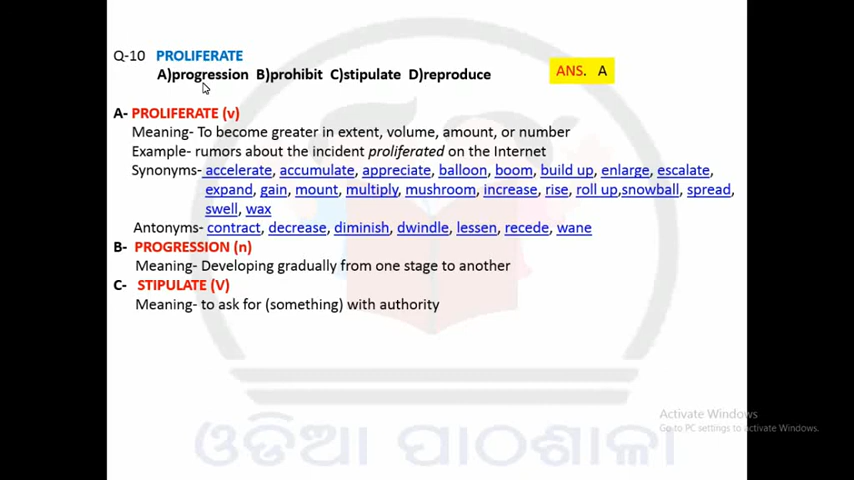 Q-10 PROLIFERATE
A)progression B)prohibit C)stipulate D)reproduce
ANS. A
A- PROLIFERATE (v)
Meaning- To become greater in extent, volume, amount, or number
Example- rumors about the incident proliferated on the Internet
Synonyms- accelerate, accumulate, appreciate, balloon, boom, build up, enlarge, escalate,
expand, gain, mount, multiply, mushroom, increase, rise, roll up,snowball, spread,
swell, wax
Antonyms- contract, decrease, diminish, dwindle, lessen, recede, wane
B- PROGRESSION (n)
Meaning- Developing gradually from one stage to another
C- STIPULATE (V)
Meaning- to ask for (something) with authority
Activate Windows
Go to PC settings to activate Windows.
ଓଡିଆ ପାଠଶାଳା